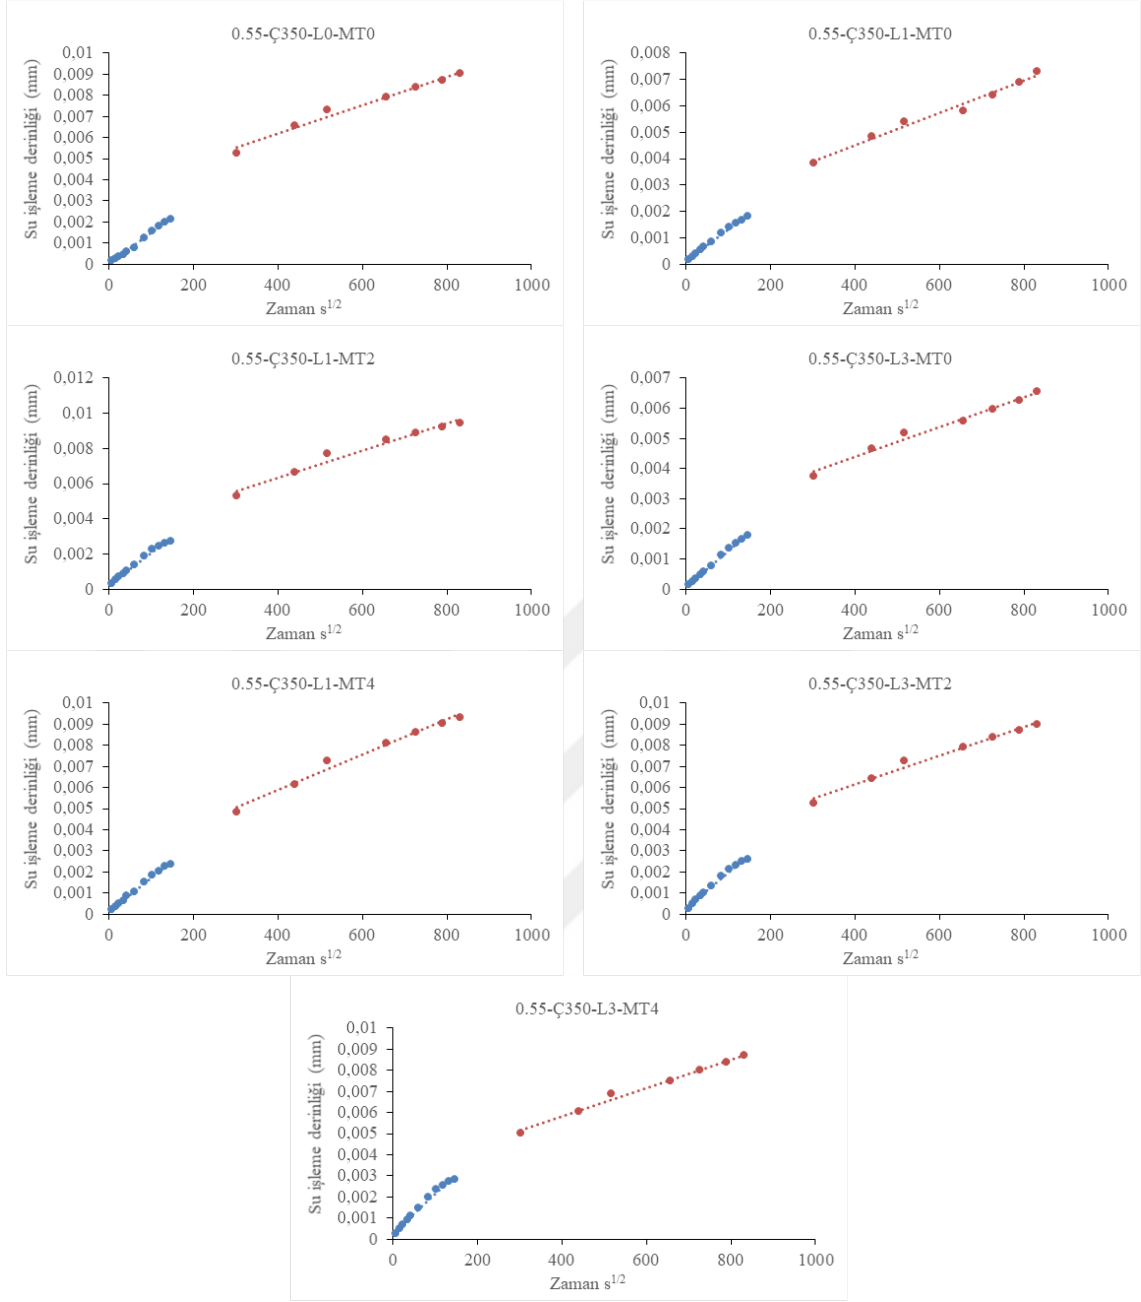 0.55-Ç350-L0-MT0
Su işleme derinliği (mm)
0,01
0,009
0,008
0,007
0,006
0,005
0,004
0,003
0,002
0,001
0
0 200 400 600 800 1000
Zaman s1/2
0.55-Ç350-L1-MT0
Su işleme derinliği (mm)
0,008
0,007
0,006
0,005
0,004
0,003
0,002
0,001
0
0 200 400 600 800 1000
Zaman s1/2
0.55-Ç350-L1-MT2
Su işleme derinliği (mm)
0,012
0,01
0,008
0,006
0,004
0,002
0
0 200 400 600 800 1000
Zaman s1/2
0.55-Ç350-L3-MT0
Su işleme derinliği (mm)
0,007
0,006
0,005
0,004
0,003
0,002
0,001
0
0 200 400 600 800 1000
Zaman s1/2
0.55-Ç350-L1-MT4
Su işleme derinliği (mm)
0,01
0,009
0,008
0,007
0,006
0,005
0,004
0,003
0,002
0,001
0
0 200 400 600 800 1000
Zaman s1/2
0.55-Ç350-L3-MT2
Su işleme derinliği (mm)
0,01
0,009
0,008
0,007
0,006
0,005
0,004
0,003
0,002
0,001
0
0 200 400 600 800 1000
Zaman s1/2
0.55-Ç350-L3-MT4
Su işleme derinliği (mm)
0,01
0,009
0,008
0,007
0,006
0,005
0,004
0,003
0,002
0,001
0
0 200 400 600 800 1000
Zaman s1/2